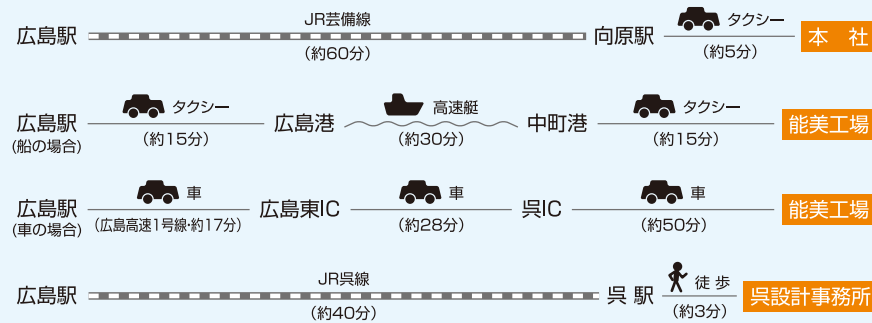 広島駅 JR芸備線 (約60分) 向原駅 タクシー (約5分) 本 社
広島駅 (船の場合) タクシー (約15分) 広島港 高速艇 (約30分) 中町港 タクシー (約15分) 能美工場
広島駅 (車の場合) 車 (広島高速1号線・約17分) 広島東IC 車 (約28分) 呉IC 車 (約50分) 能美工場
広島駅 JR呉線 (約40分) 呉 駅 徒 歩 (約3分) 呉設計事務所